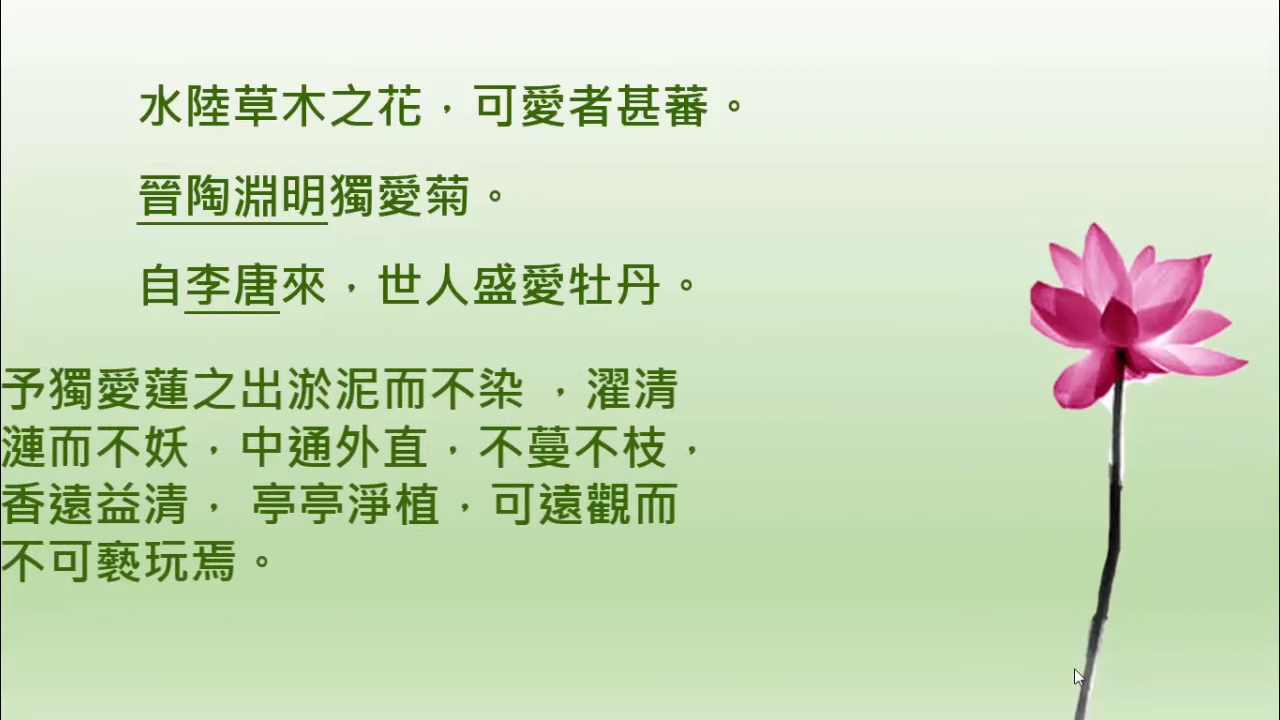 水陸草木之花，可愛者甚蕃。
晉陶淵明獨愛菊。
自李唐來，世人盛愛牡丹。
予獨愛蓮之出淤泥而不染 ，濯清
漣而不妖，中通外直，不蔓不枝，
香遠益清， 亭亭淨植，可遠觀而
不可褻玩焉。